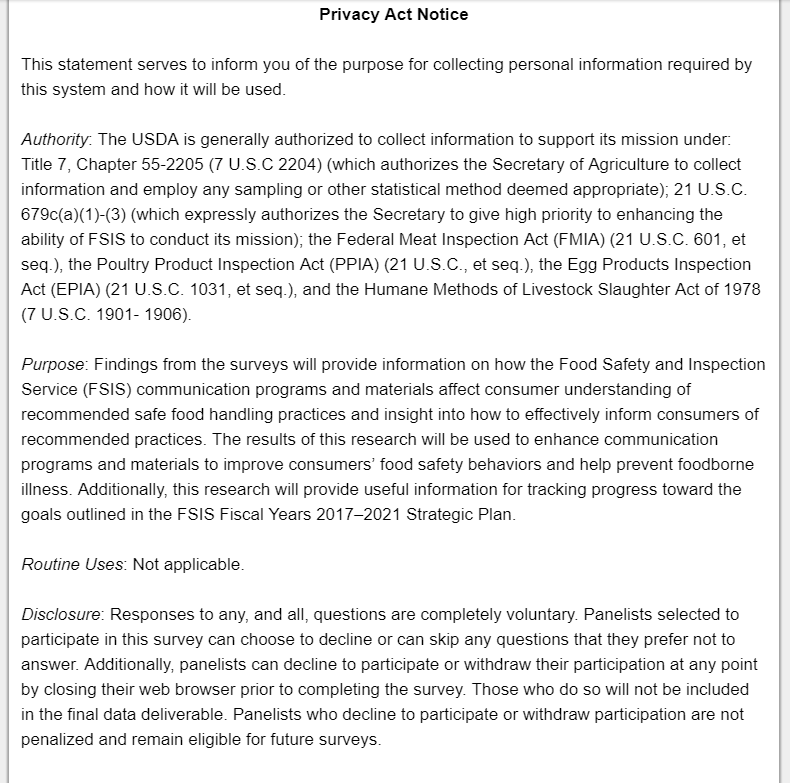 Privacy Act Notice
This statement serves to inform you of the purpose for collecting personal information required by
this system and how it will be used.
Authority: The USDA is generally authorized to collect information to support its mission under:
Title 7, Chapter 55-2205 (7 U.S.C 2204) (which authorizes the Secretary of Agriculture to collect
information and employ any sampling or other statistical method deemed appropriate); 21 U.S.C.
679c(a)(1)-(3) (which expressly authorizes the Secretary to give high priority to enhancing the
ability of FSIS to conduct its mission); the Federal Meat Inspection Act (FMIA) (21 U.S.C. 601, et
seq.), the Poultry Product Inspection Act (PPIA) (21 U.S.C., et seq.), the Egg Products Inspection
Act (EPIA) (21 U.S.C. 1031, et seq.), and the Humane Methods of Livestock Slaughter Act of 1978
(7 U.S.C. 1901- 1906).
Purpose: Findings from the surveys will provide information on how the Food Safety and Inspection
Service (FSIS) communication programs and materials affect consumer understanding of
recommended safe food handling practices and insight into how to effectively inform consumers of
recommended practices. The results of this research will be used to enhance communication
programs and materials to improve consumers’ food safety behaviors and help prevent foodborne
illness. Additionally, this research will provide useful information for tracking progress toward the
goals outlined in the FSIS Fiscal Years 2017–2021 Strategic Plan.
Routine Uses: Not applicable.
Disclosure: Responses to any, and all, questions are completely voluntary. Panelists selected to
participate in this survey can choose to decline or can skip any questions that they prefer not to
answer. Additionally, panelists can decline to participate or withdraw their participation at any point
by closing their web browser prior to completing the survey. Those who do so will not be included
in the final data deliverable. Panelists who decline to participate or withdraw participation are not
penalized and remain eligible for future surveys.